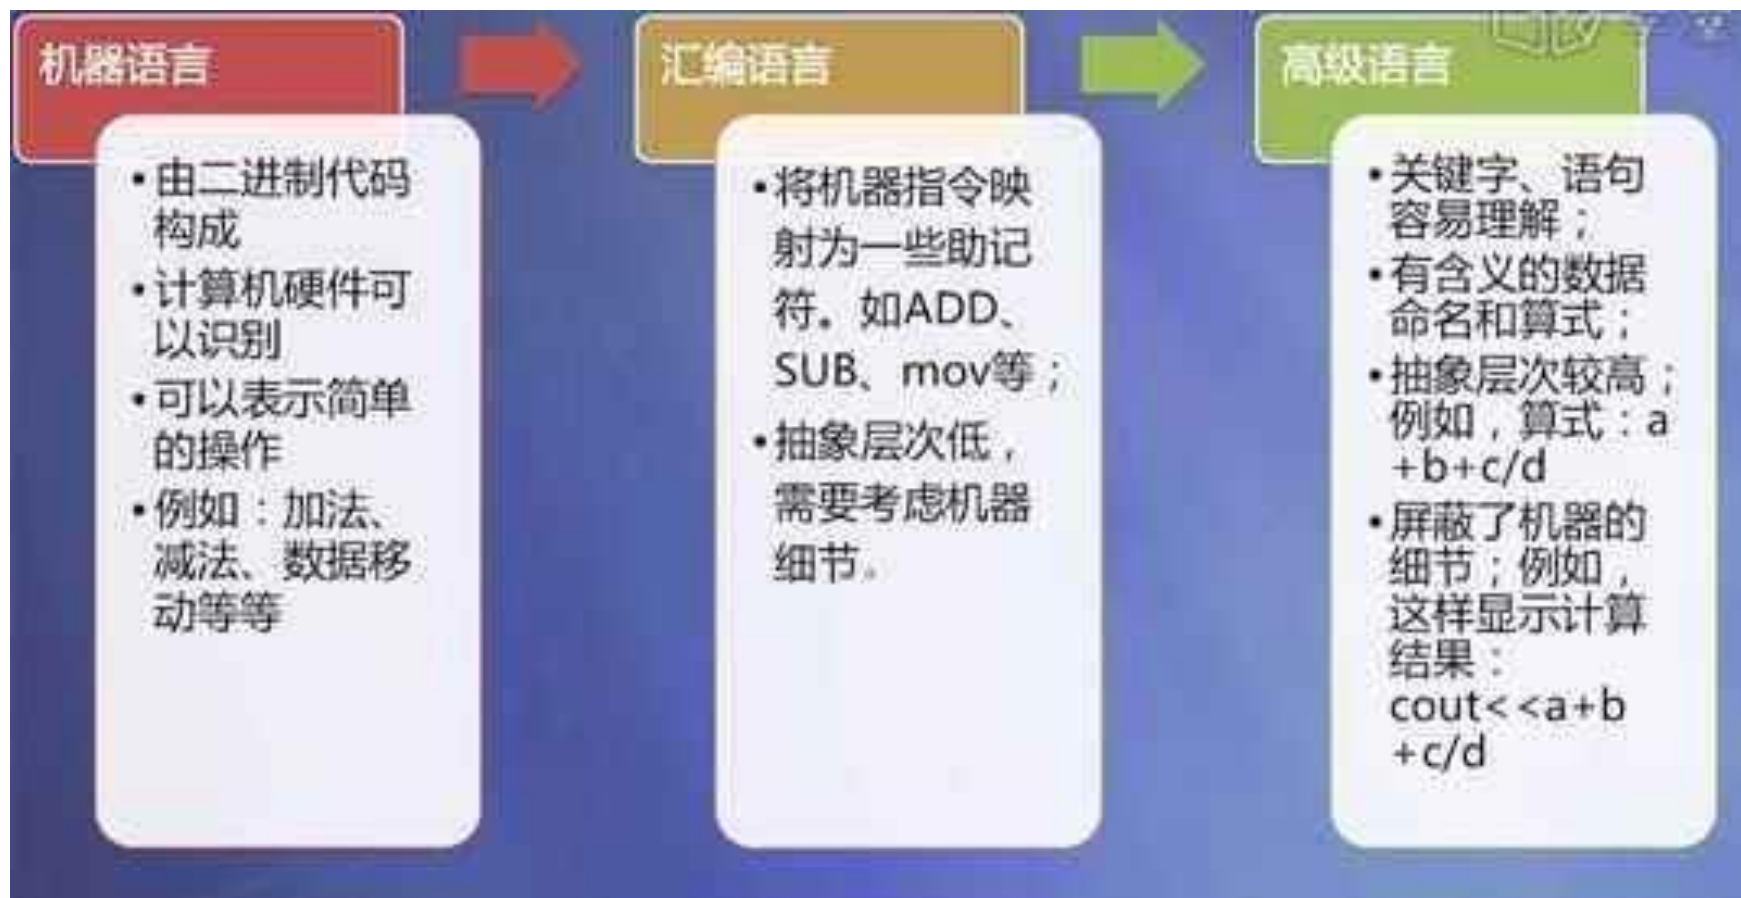 机器语言
•由二进制代码
构成
•计算机硬件可
以识别
•可以表示简单
的操作
•例如：加法、
减法、数据移
动等等
汇编语言
•将机器指令映
射为一些助记
符。如ADD、
SUB、mov等；
•抽象层次低，
需要考虑机器
细节。
高级语言
•关键字、语句
容易理解；
•有含义的数据
命名和算式；
•抽象层次较高；
例如，算式：a
+b+c/d
•屏蔽了机器的
细节；例如，
这样显示计算
结果：
cout<<a+b
+c/d